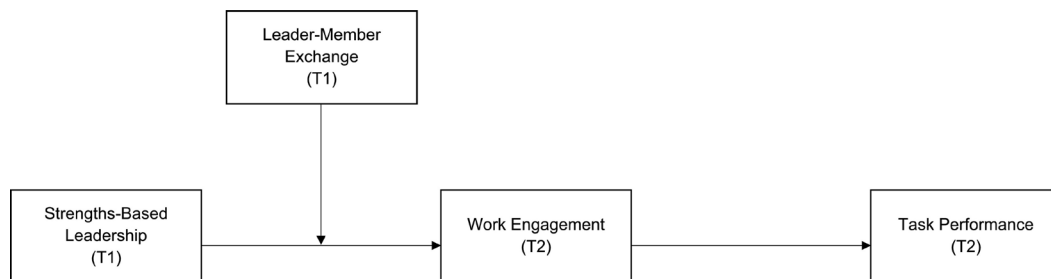 Leader-Member
Exchange
(T1)
Strengths-Based
Leadership
(T1)
Work Engagement
(T2)
Task Performance
(T2)